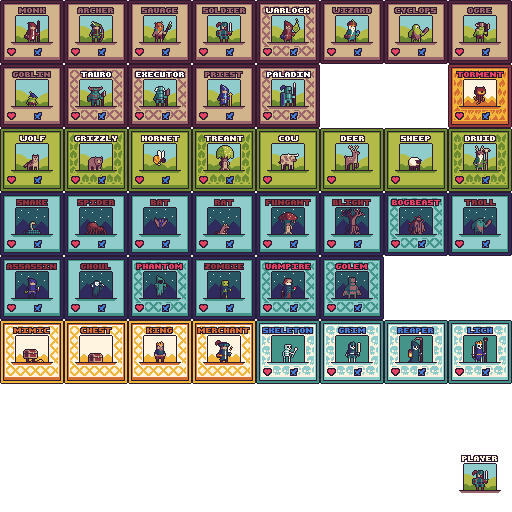 MONK ARCHER SAVAGE SOLDIER WARLOCK WIZARD CYCLOPS OGRE
GOBLIN TAURO EXECUTOR PRIEST PALADIN TORMENT
WOLF GRIZZLY HORNET TREANT COW DEER SHEEP DRUID
SNAKE SPIDER BAT RAT FUNGANT BLIGHT BOGBEAST TROLL
ASSASSIN GHOUL PHANTOM ZOMBIE VAMPIRE GOLEM
MIMIC CHEST KING MERCHANT SKELETON GRIM REAPER LICH
PLAYER